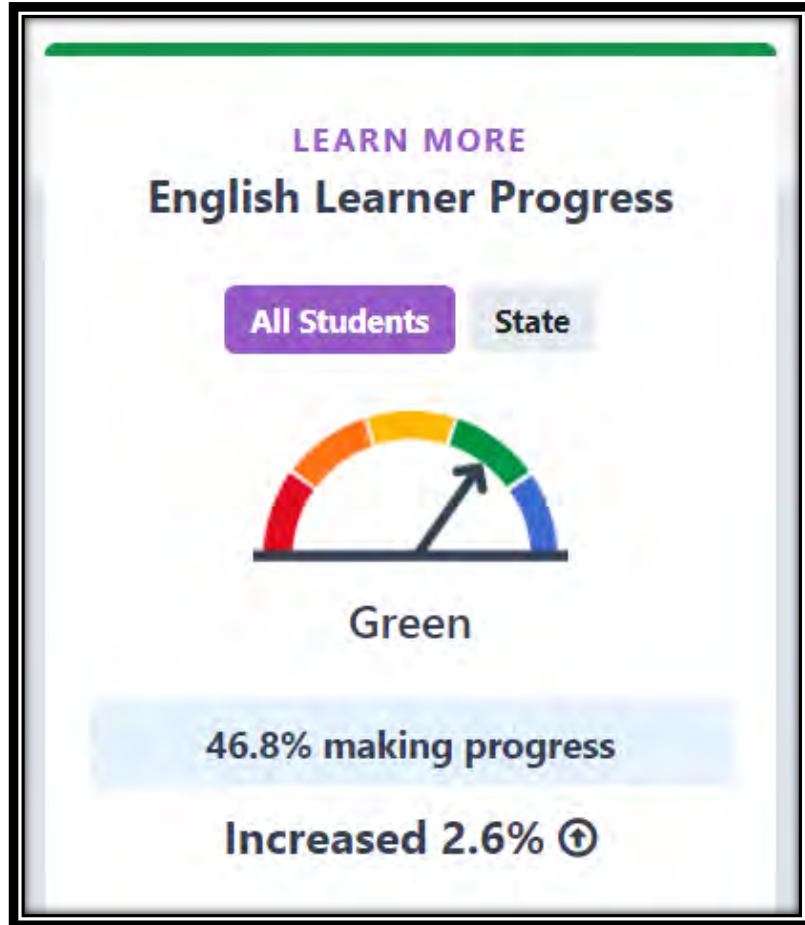 LEARN MORE
English Learner Progress
All Students State
Green
46.8% making progress
Increased 2.6%